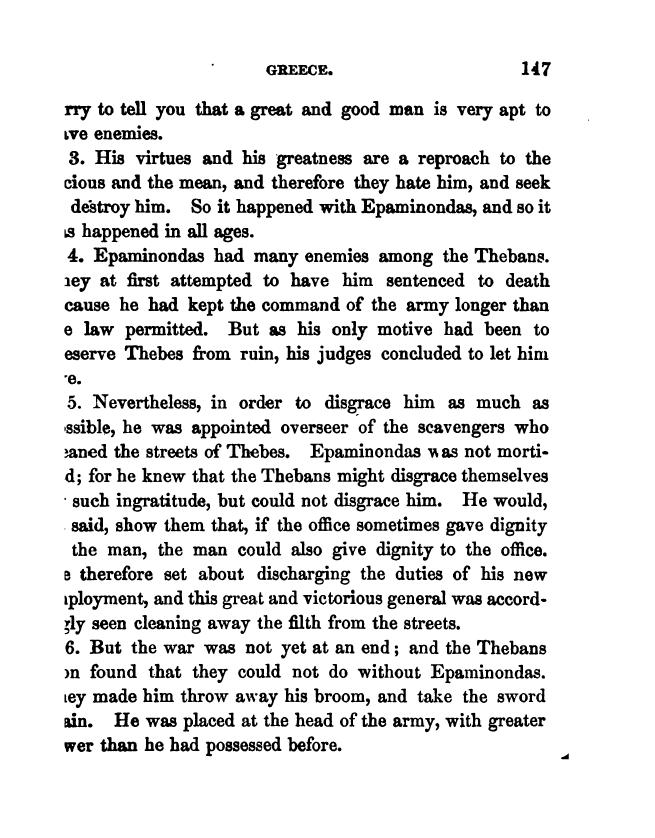 GREECE. 147
rry to tell you that a great and good man is very apt to
ve enemies.
3. His virtues and his greatness are a reproach to the
cious and the mean, and therefore they hate him, and seek
destroy him. So it happened with Epaminondas, and so it
s happened in all ages.
4. Epaminondas had many enemies among the Thebans.
ey at first attempted to have him sentenced to death
cause he had kept the command of the army longer than
e law permitted. But as his only motive had been to
eserve Thebes from ruin, his judges concluded to let him
e.
5. Nevertheless, in order to disgrace him as much as
ssible, he was appointed overseer of the scavengers who
aned the streets of Thebes. Epaminondas was not morti-
d; for he knew that the Thebans might disgrace themselves
such ingratitude, but could not disgrace him. He would,
said, show them that, if the office sometimes gave dignity
the man, the man could also give dignity to the office.
e therefore set about discharging the duties of his new
ployment, and this great and victorious general was accord-
gly seen cleaning away the filth from the streets.
6. But the war was not yet at an end; and the Thebans
on found that they could not do without Epaminondas.
ey made him throw away his broom, and take the sword
ain. He was placed at the head of the army, with greater
wer than he had possessed before.